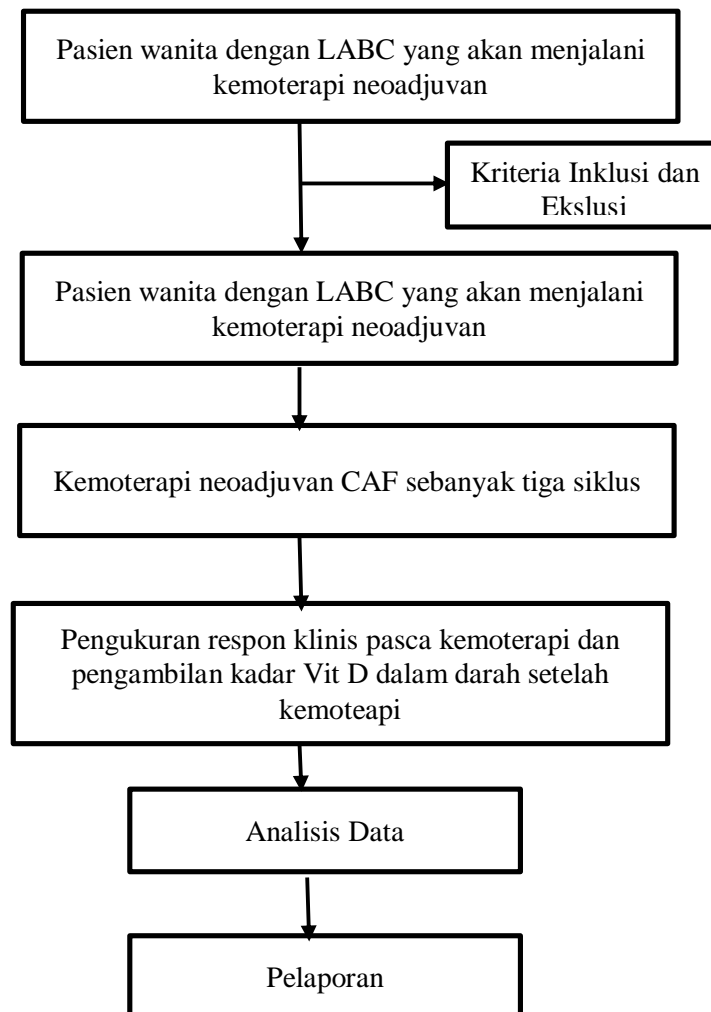 Pasien wanita dengan LABC yang akan menjalani
kemoterapi neoadjuvan
Kriteria Inklusi dan
Ekslusi
Pasien wanita dengan LABC yang akan menjalani
kemoterapi neoadjuvan
Kemoterapi neoadjuvan CAF sebanyak tiga siklus
Pengukuran respon klinis pasca kemoterapi dan
pengambilan kadar Vit D dalam darah setelah
kemoteapi
Analisis Data
Pelaporan